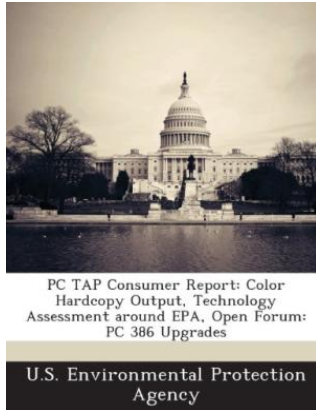 PC TAP Consumer Report: Color
Hardcopy Output, Technology
Assessment around EPA, Open Forum:
PC 386 Upgrades
U.S. Environmental Protection
Agency